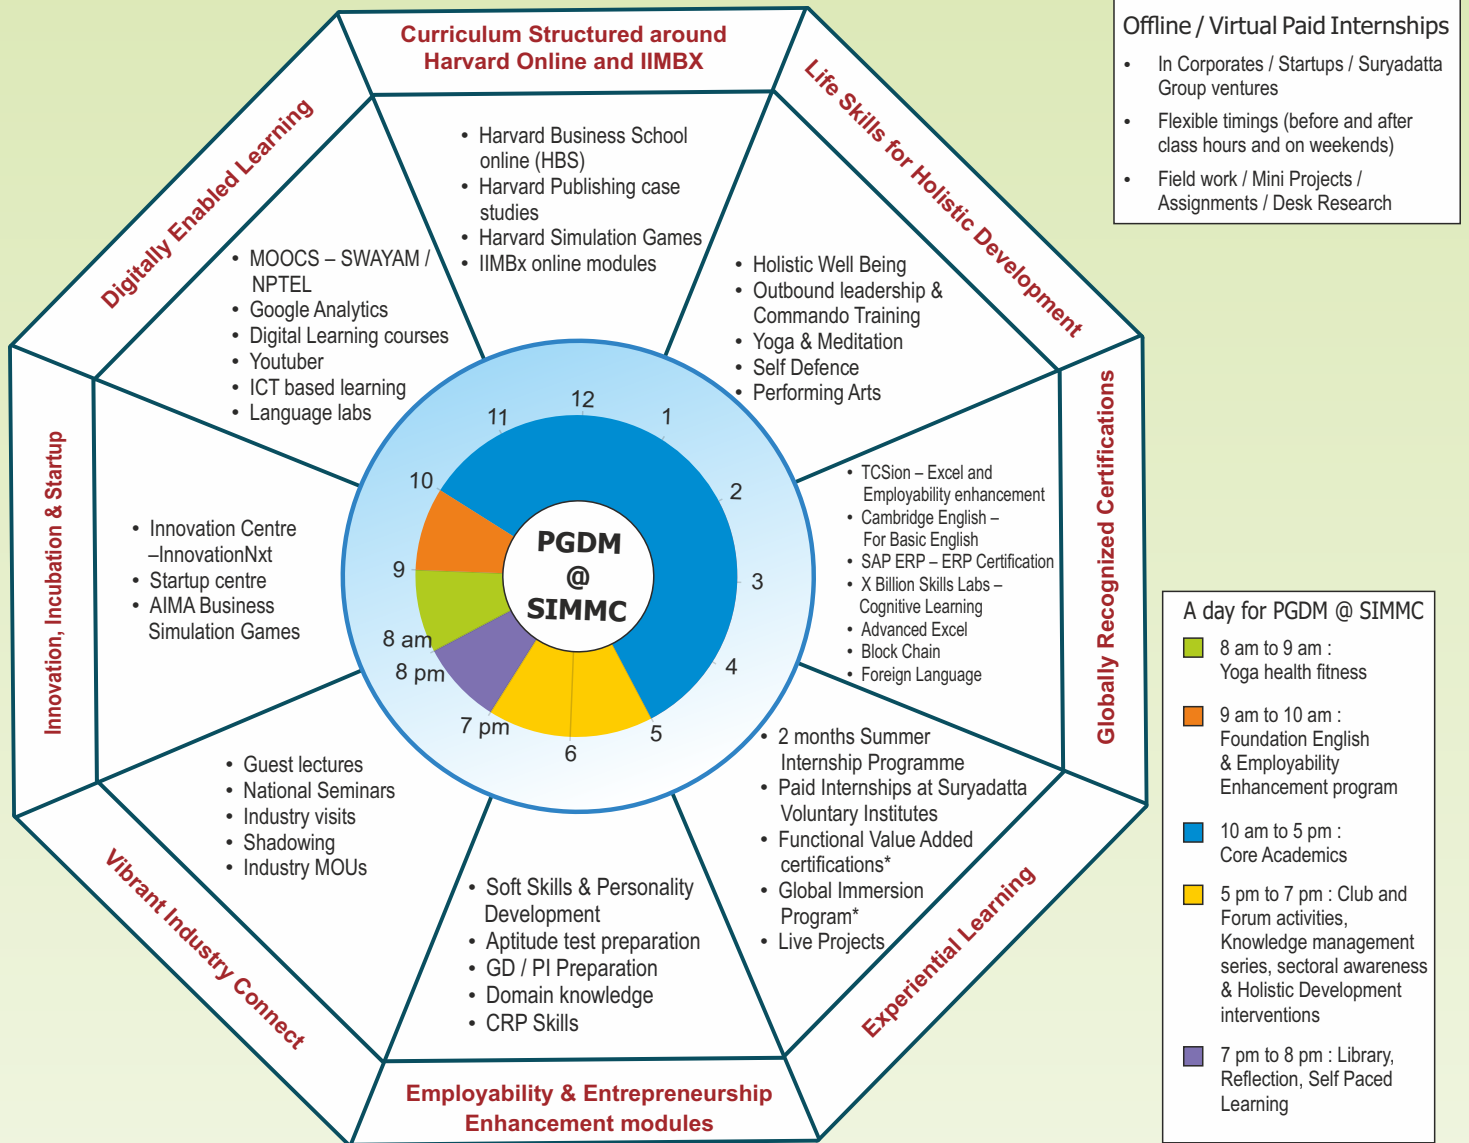 Curriculum Structured around
Harvard Online and IIMBX
• Harvard Business School
online (HBS)
• Harvard Publishing case
studies
• Harvard Simulation Games
• IIMBx online modules
Life Skills for Holistic Development
• Holistic Well Being
• Outbound leadership &
Commando Training
• Yoga & Meditation
• Self Defence
• Performing Arts
Globally Recognized Certifications
• TCSion – Excel and
Employability enhancement
• Cambridge English –
For Basic English
• SAP ERP – ERP Certification
• X Billion Skills Labs –
Cognitive Learning
• Advanced Excel
• Block Chain
• Foreign Language
Experiential Learning
• 2 months Summer
Internship Programme
• Paid Internships at Suryadatta
Voluntary Institutes
• Functional Value Added
certifications*
• Global Immersion
Program*
• Live Projects
Employability & Entrepreneurship
Enhancement modules
• Soft Skills & Personality
Development
• Aptitude test preparation
• GD / PI Preparation
• Domain knowledge
• CRP Skills
Vibrant Industry Connect
• Guest lectures
• National Seminars
• Industry visits
• Shadowing
• Industry MOUs
Innovation, Incubation & Startup
• Innovation Centre
–InnovationNxt
• Startup centre
• AIMA Business
Simulation Games
Digitally Enabled Learning
• MOOCS – SWAYAM /
NPTEL
• Google Analytics
• Digital Learning courses
• Youtuber
• ICT based learning
• Language labs
12
1
2
3
4
5
6
7 pm
8 pm
8 am
9
10
11
PGDM
@
SIMMC
Offline / Virtual Paid Internships
• In Corporates / Startups / Suryadatta
Group ventures
• Flexible timings (before and after
class hours and on weekends)
• Field work / Mini Projects /
Assignments / Desk Research
A day for PGDM @ SIMMC
8 am to 9 am :
Yoga health fitness
9 am to 10 am :
Foundation English
& Employability
Enhancement program
10 am to 5 pm :
Core Academics
5 pm to 7 pm : Club and
Forum activities,
Knowledge management
series, sectoral awareness
& Holistic Development
interventions
7 pm to 8 pm : Library,
Reflection, Self Paced
Learning